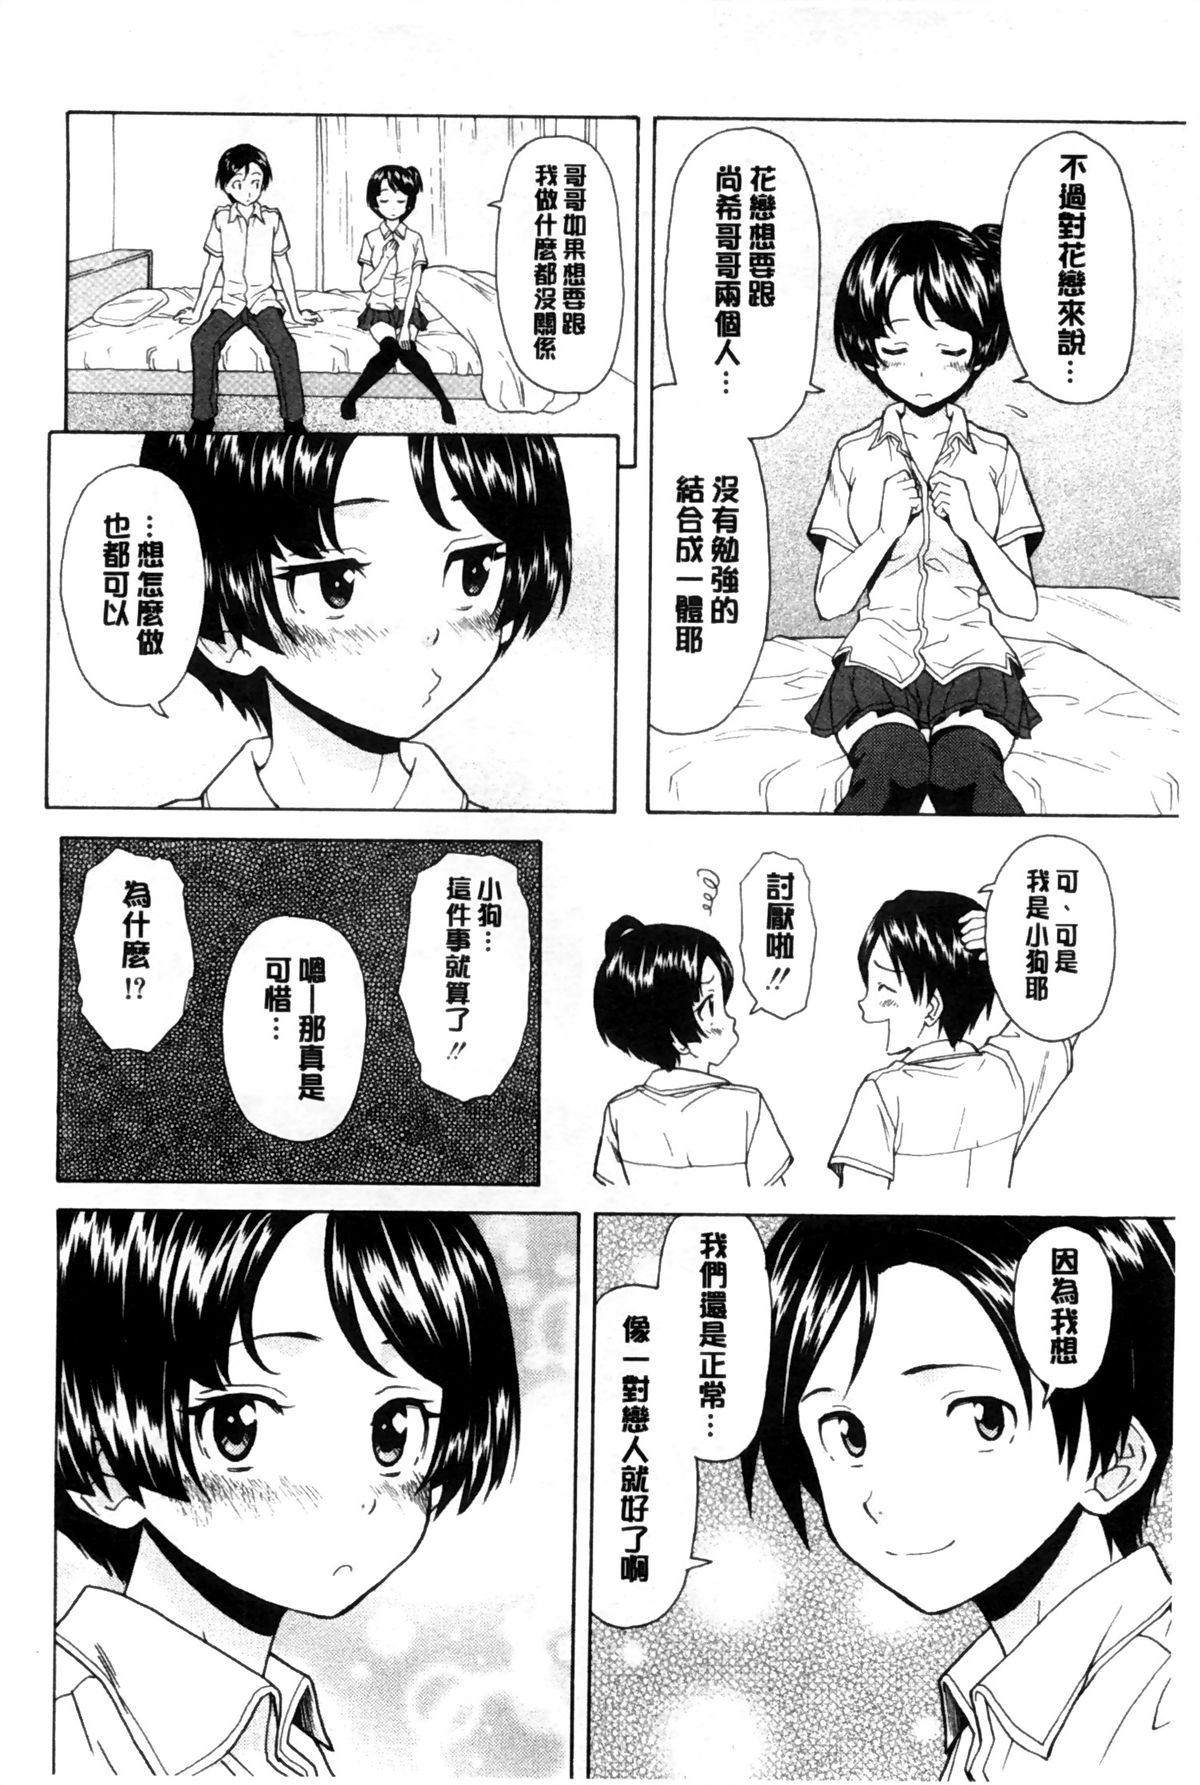 不過對花戀來說…
花戀想要跟
尚希哥哥兩個人…
沒有勉強的
結合成一體耶
哥哥如果想要跟
我做什麼都沒關係
…想怎麼做
也都可以
可、可是
我是小狗耶
討厭啦!!
小狗…
這件事就算了!!
嗯—那真是
可惜…
為什麼!?
因為我想
我們還是正常…
像一對戀人就好了啊